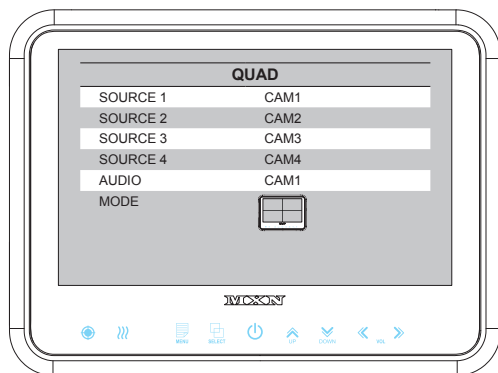 QUAD
SOURCE 1 CAM1
SOURCE 2 CAM2
SOURCE 3 CAM3
SOURCE 4 CAM4
AUDIO CAM1
MODE
MXN
MENU SELECT UP DOWN VOL